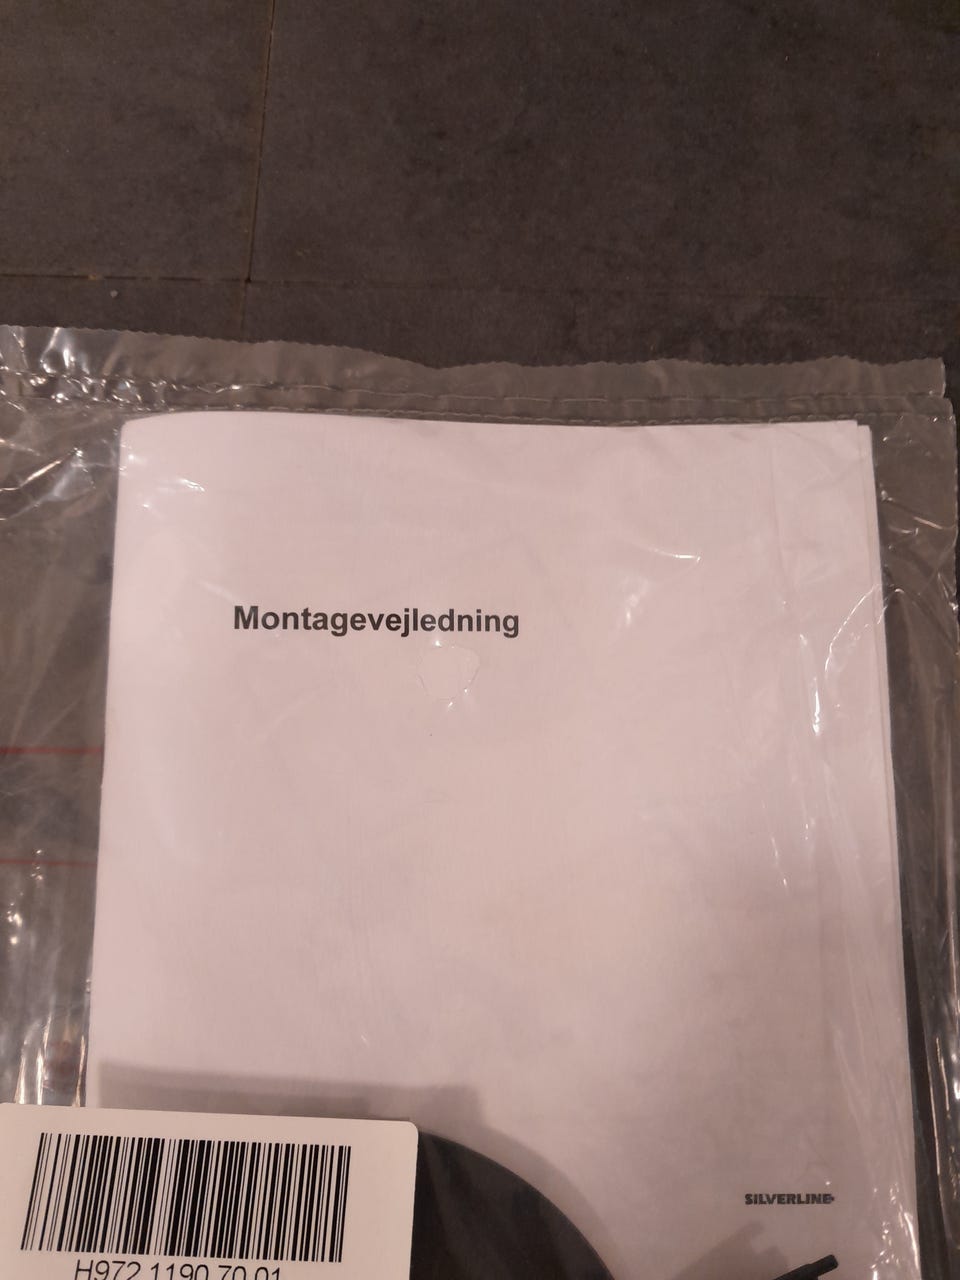 Montagevejledning
SILVERLINE
H972 1190 70 01